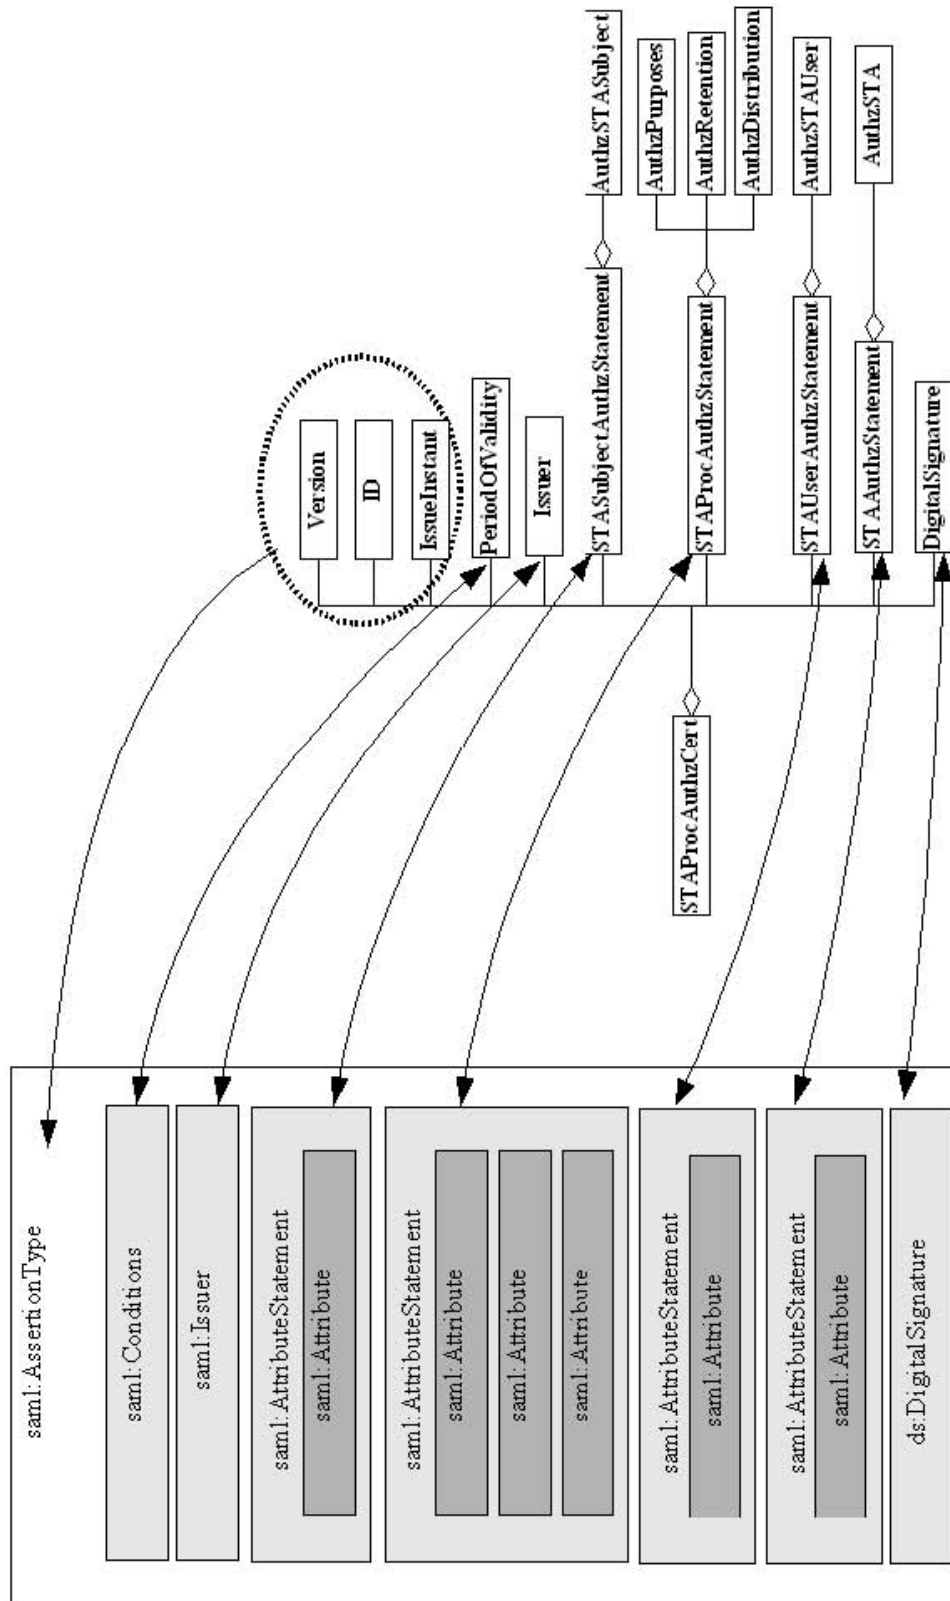 saml:AssertionType
saml:Conditions
saml:Issuer
saml:AttributeStatement
saml:Attribute
saml:AttributeStatement
saml:Attribute
saml:Attribute
saml:Attribute
saml:AttributeStatement
saml:Attribute
saml:AttributeStatement
saml:Attribute
ds:DigitalSignature
STAProcAuthzCert
Version
ID
IssueInstant
PeriodOfValidity
Issuer
STASubjectAuthzStatement
STAProcAuthzStatement
STAUserAuthzStatement
STAAuthzStatement
DigitalSignature
AuthzSTASubject
AuthzPurposes
AuthzRetention
AuthzDistribution
AuthzSTAUser
AuthzSTA